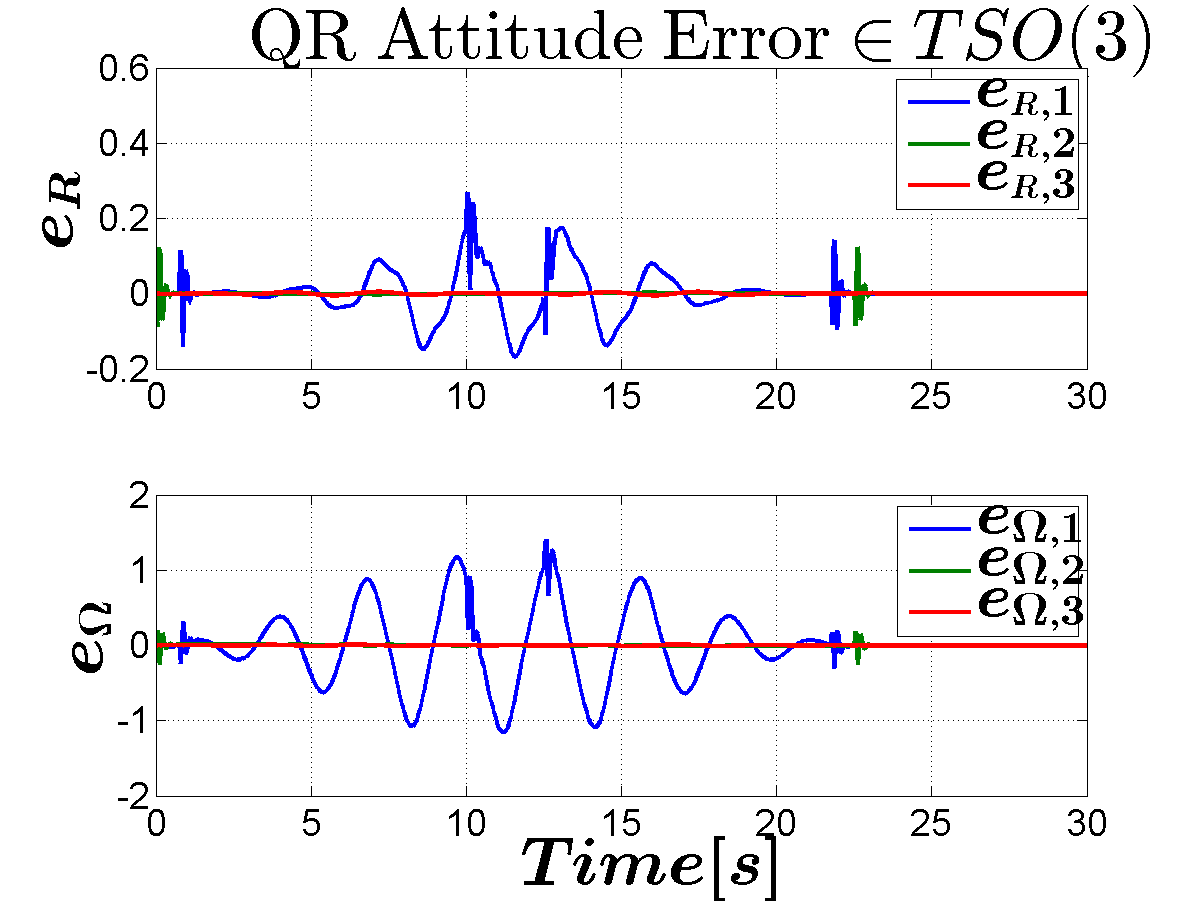 QR Attitude Error ∈ TSO(3)
0.6
0.4
0.2
0
-0.2
e_R
e_{R,1}
e_{R,2}
e_{R,3}
0 5 10 15 20 25 30
2
1
0
-1
-2
e_Ω
e_{Ω,1}
e_{Ω,2}
e_{Ω,3}
0 5 10 15 20 25 30
Time[s]